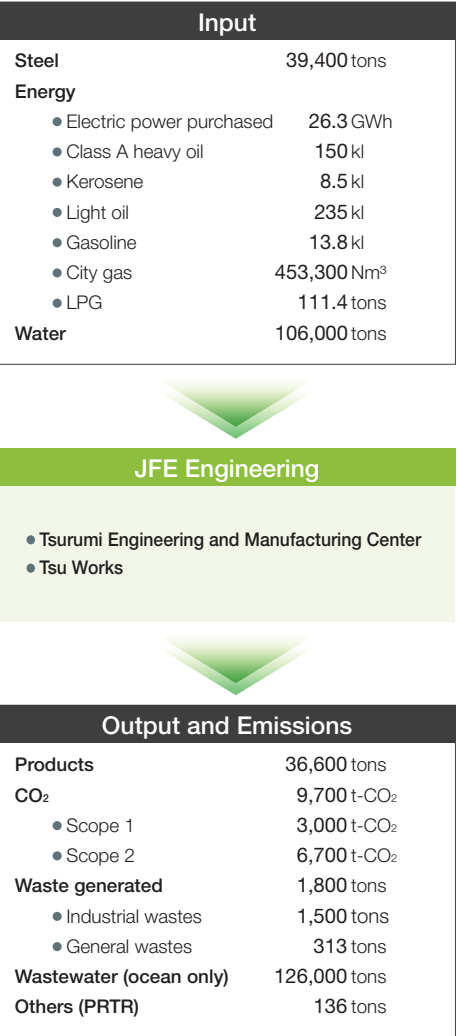 Input
Steel 39,400 tons
Energy
● Electric power purchased 26.3 GWh
● Class A heavy oil 150 kl
● Kerosene 8.5 kl
● Light oil 235 kl
● Gasoline 13.8 kl
● City gas 453,300 Nm³
● LPG 111.4 tons
Water 106,000 tons
JFE Engineering
● Tsurumi Engineering and Manufacturing Center
● Tsu Works
Output and Emissions
Products 36,600 tons
CO₂ 9,700 t-CO₂
● Scope 1 3,000 t-CO₂
● Scope 2 6,700 t-CO₂
Waste generated 1,800 tons
● Industrial wastes 1,500 tons
● General wastes 313 tons
Wastewater (ocean only) 126,000 tons
Others (PRTR) 136 tons